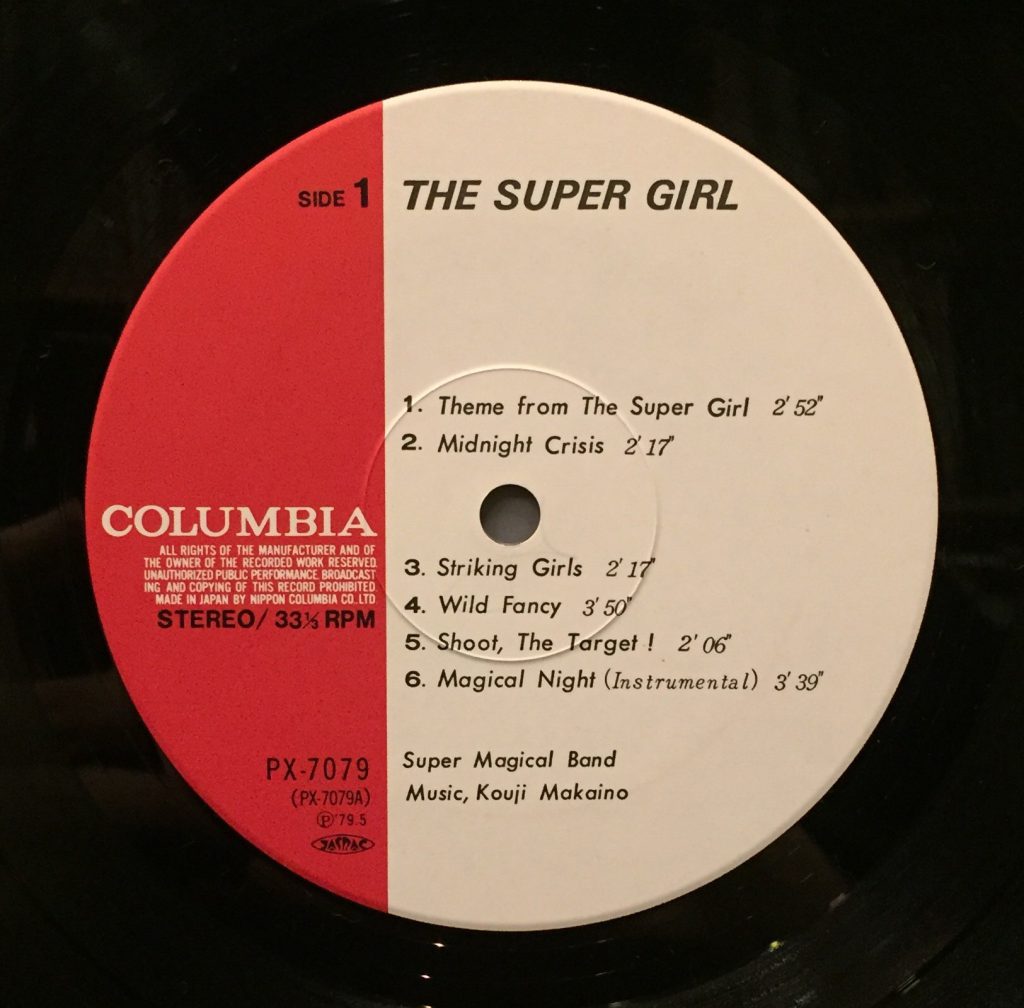 SIDE 1
THE SUPER GIRL
1. Theme from The Super Girl 2'52"
2. Midnight Crisis 2'17"
3. Striking Girls 2'17"
4. Wild Fancy 3'50"
5. Shoot, The Target! 2'06"
6. Magical Night (Instrumental) 3'39"
Super Magical Band
Music, Kouji Makaino
COLUMBIA
ALL RIGHTS OF THE MANUFACTURER AND OF
THE OWNER OF THE RECORDED WORK RESERVED.
UNAUTHORIZED PUBLIC PERFORMANCE, BROADCAST
ING AND COPYING OF THIS RECORD PROHIBITED.
MADE IN JAPAN BY NIPPON COLUMBIA CO.,LTD
STEREO/ 33⅓ RPM
PX-7079
(PX-7079A)
Ⓟ'79.5
JASRAC